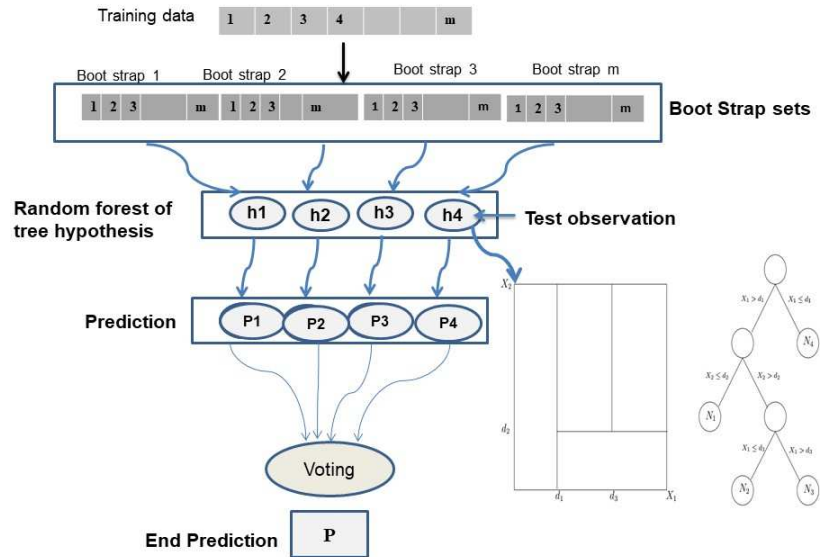 Training data
1 2 3 4 m
Boot strap 1 Boot strap 2 Boot strap 3 Boot strap m
1 2 3 m 1 2 3 m 1 2 3 m 1 2 3 m
Boot Strap sets
Random forest of
tree hypothesis
h1 h2 h3 h4
Test observation
Prediction
P1 P2 P3 P4
Voting
End Prediction
P
X₂
d₂
d₁ d₃ X₁
X₁ > d₁ X₁ ≤ d₁
N₄
X₂ ≤ d₂ X₂ > d₂
N₁
X₁ ≤ d₃ X₁ > d₃
N₂ N₃